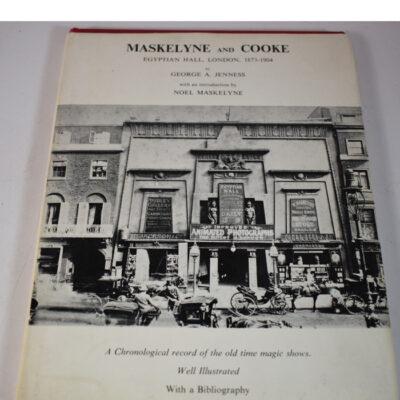 MASKELYNE AND COOKE
EGYPTIAN HALL, LONDON, 1873-1904
by
GEORGE A. JENNESS
with an introduction by
NOEL MASKELYNE
EGYPTIAN
HALL
DAILY
ANIMATED PHOTOGRAPHS
A Chronological record of the old time magic shows.
Well Illustrated
With a Bibliography